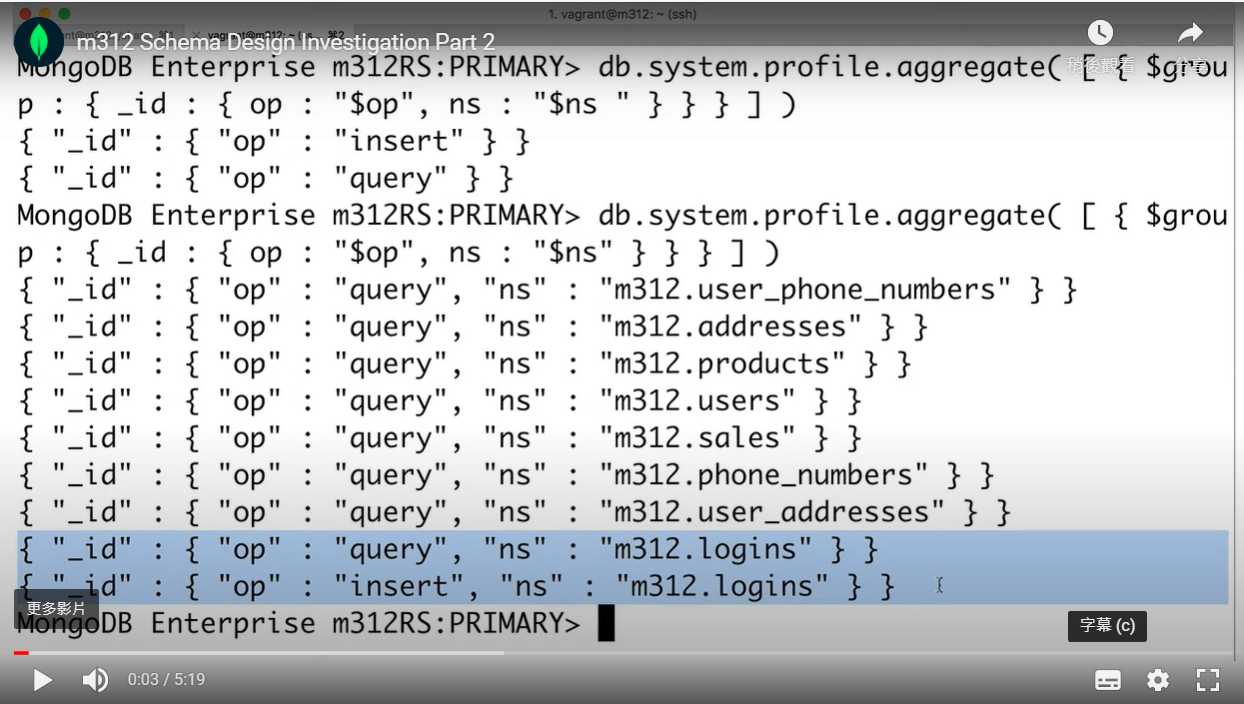 1. vagrant@m312: ~ (ssh)
m312 Schema Design Investigation Part 2
稍後觀看
分享
MongoDB Enterprise m312RS:PRIMARY> db.system.profile.aggregate( [ { $grou
p : { _id : { op : "$op", ns : "$ns " } } } ] )
{ "_id" : { "op" : "insert" } }
{ "_id" : { "op" : "query" } }
MongoDB Enterprise m312RS:PRIMARY> db.system.profile.aggregate( [ { $grou
p : { _id : { op : "$op", ns : "$ns" } } } ] )
{ "_id" : { "op" : "query", "ns" : "m312.user_phone_numbers" } }
{ "_id" : { "op" : "query", "ns" : "m312.addresses" } }
{ "_id" : { "op" : "query", "ns" : "m312.products" } }
{ "_id" : { "op" : "query", "ns" : "m312.users" } }
{ "_id" : { "op" : "query", "ns" : "m312.sales" } }
{ "_id" : { "op" : "query", "ns" : "m312.phone_numbers" } }
{ "_id" : { "op" : "query", "ns" : "m312.user_addresses" } }
{ "_id" : { "op" : "query", "ns" : "m312.logins" } }
{ "_id" : { "op" : "insert", "ns" : "m312.logins" } }
更多影片
MongoDB Enterprise m312RS:PRIMARY>
字幕 (c)
0:03 / 5:19